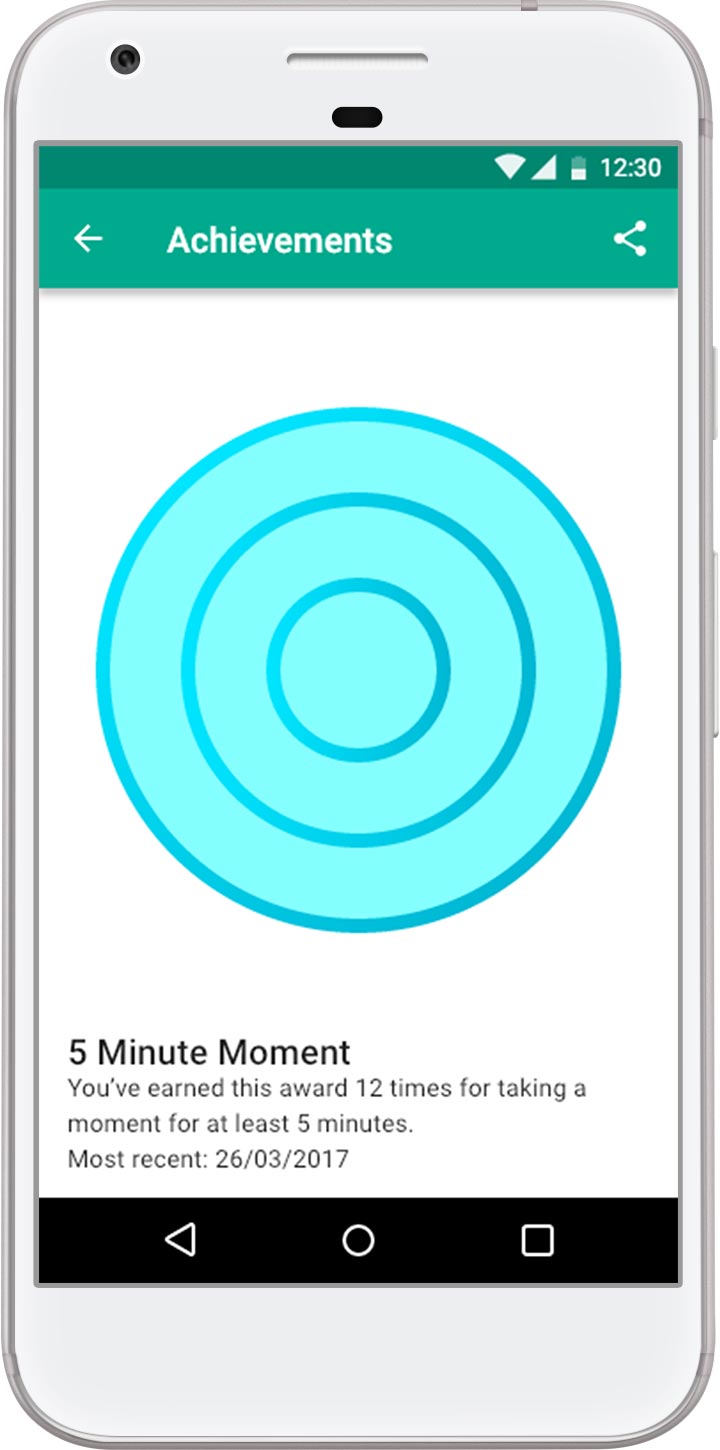 12:30
Achievements
5 Minute Moment
You’ve earned this award 12 times for taking a
moment for at least 5 minutes.
Most recent: 26/03/2017